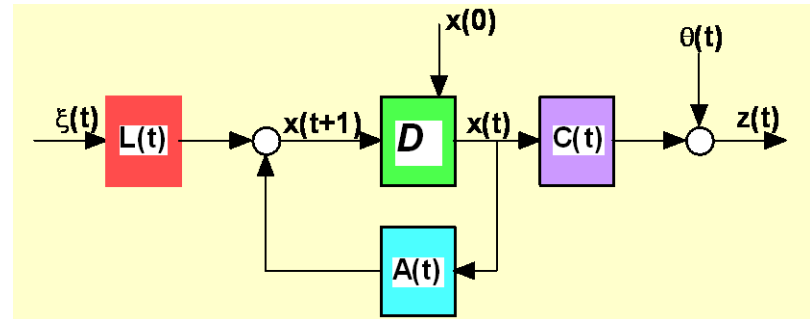 x(0)
θ(t)
ξ(t)
L(t)
x(t+1)
D
x(t)
C(t)
z(t)
A(t)